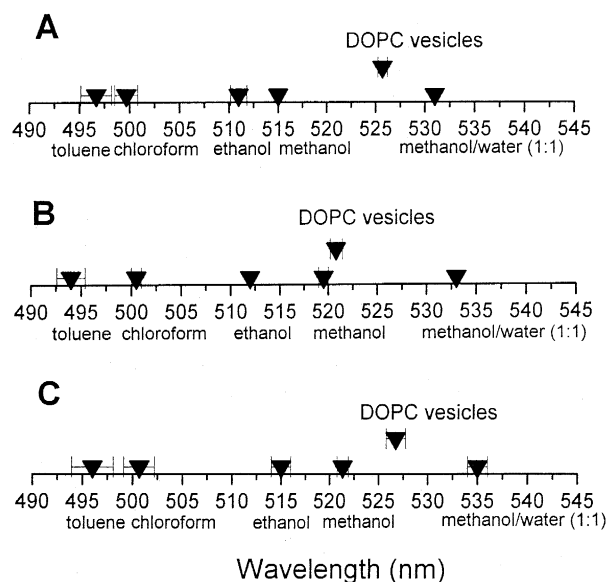 A
DOPC vesicles
490 495 500 505 510 515 520 525 530 535 540 545
toluene chloroform ethanol methanol methanol/water (1:1)
B
DOPC vesicles
490 495 500 505 510 515 520 525 530 535 540 545
toluene chloroform ethanol methanol methanol/water (1:1)
C
DOPC vesicles
490 495 500 505 510 515 520 525 530 535 540 545
toluene chloroform ethanol methanol methanol/water (1:1)
Wavelength (nm)